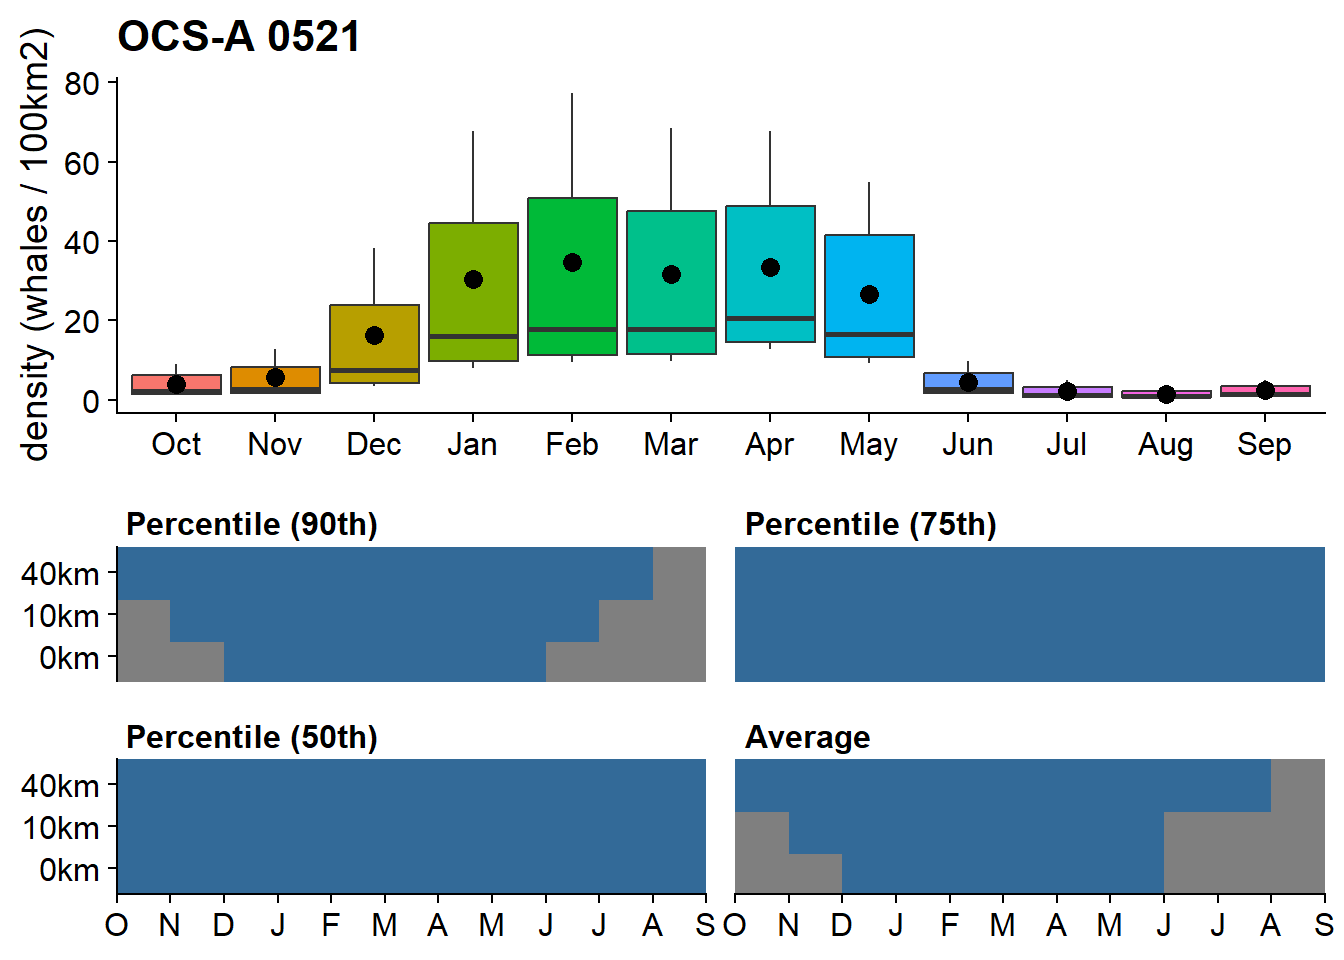 OCS-A 0521
density (whales / 100km2)
80
60
40
20
0
Oct Nov Dec Jan Feb Mar Apr May Jun Jul Aug Sep
Percentile (90th) Percentile (75th)
40km
10km
0km
Percentile (50th) Average
40km
10km
0km
O N D J F M A M J J A S O N D J F M A M J J A S